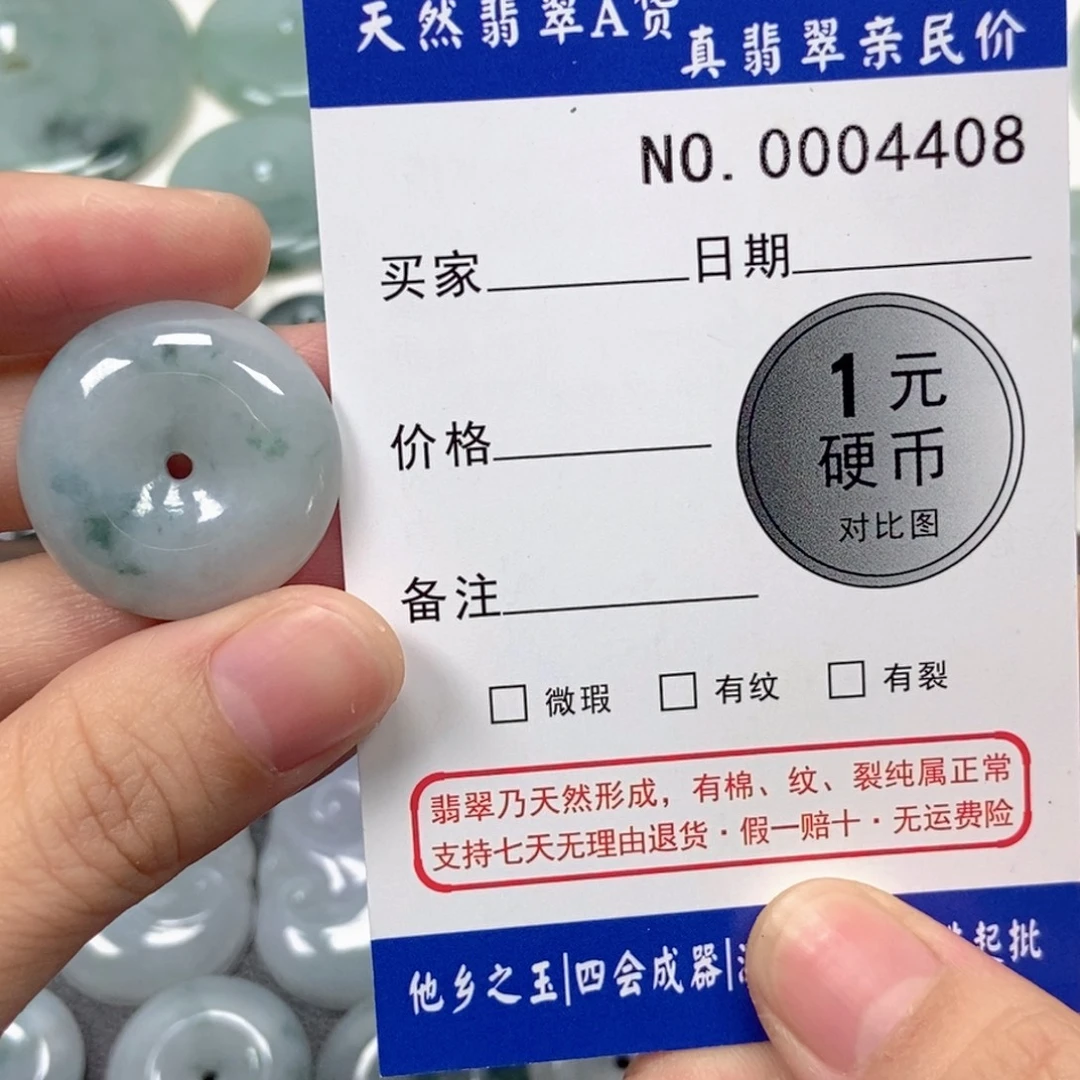 天然翡翠A货
真翡翠亲民价
NO. 0004408
买家 日期
价格
1元
硬币
对比图
备注
□ 微瑕 □ 有纹 □ 有裂
翡翠乃天然形成，有棉、纹、裂纯属正常
支持七天无理由退货·假一赔十·无运费险
他乡之玉|四会成器| 起批